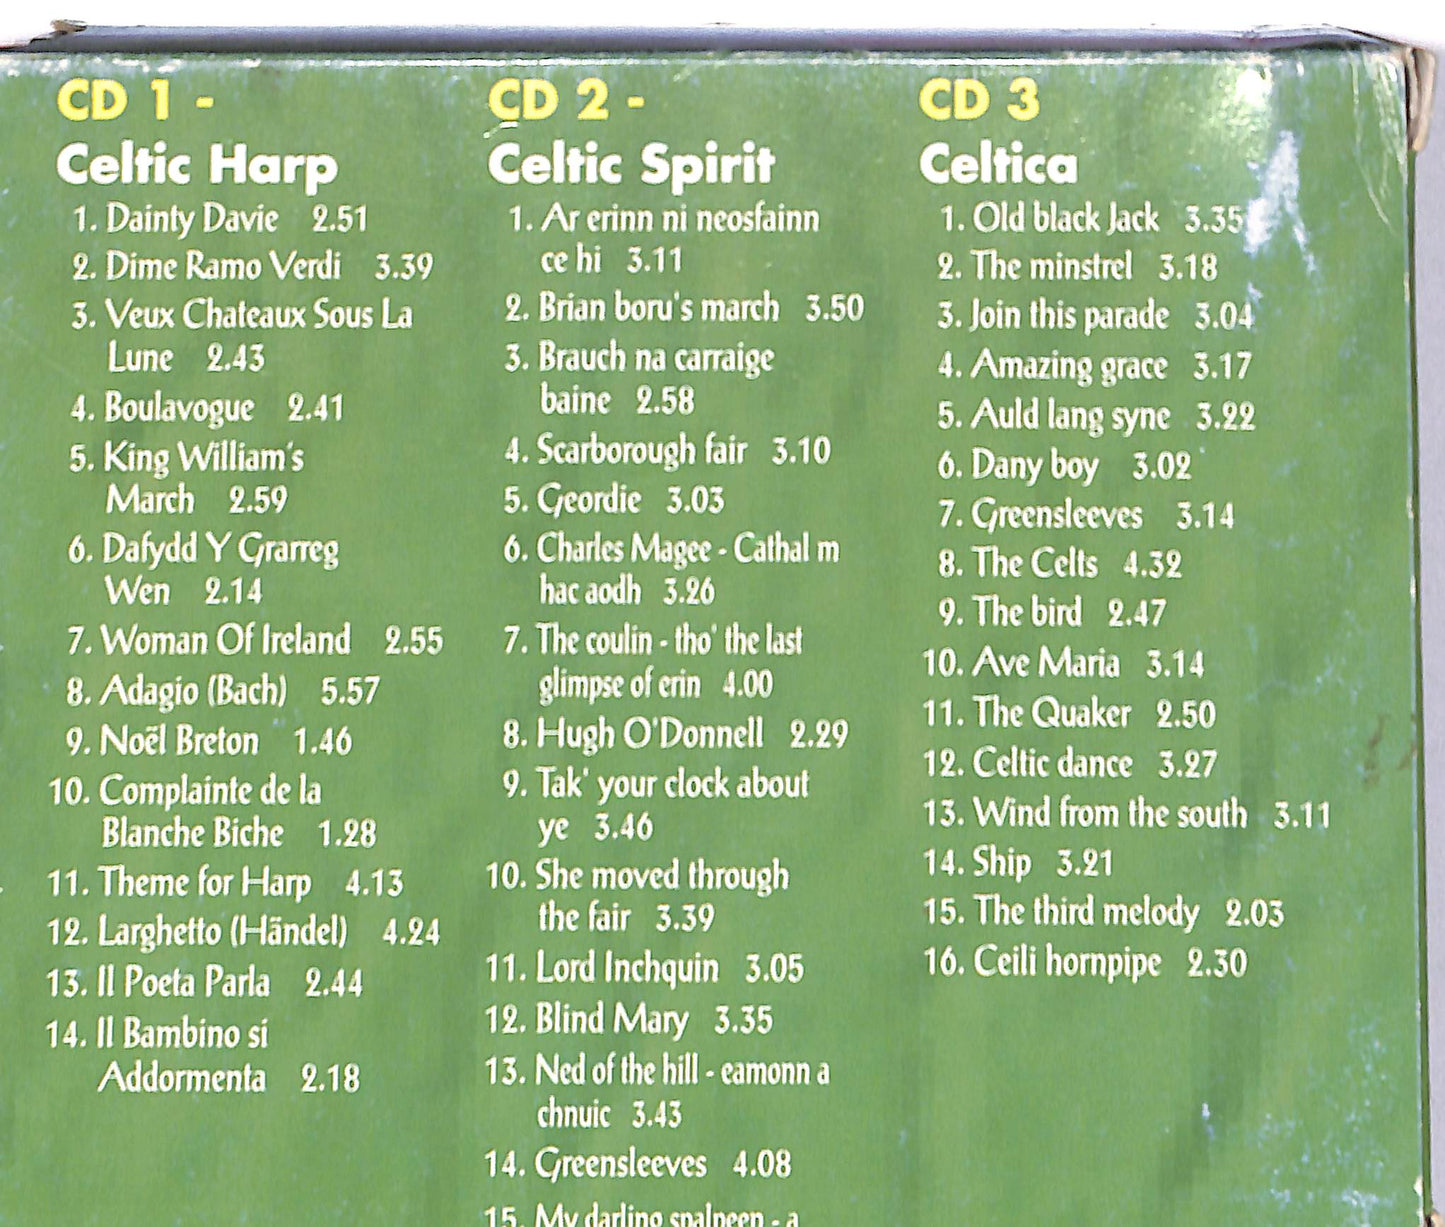 CD 1 -
Celtic Harp
1. Dainty Davie 2.51
2. Dime Ramo Verdi 3.39
3. Veux Chateaux Sous La
Lune 2.43
4. Boulavogue 2.41
5. King William's
March 2.59
6. Dafydd Y Grarreg
Wen 2.14
7. Woman Of Ireland 2.55
8. Adagio (Bach) 5.57
9. Noël Breton 1.46
10. Complainte de la
Blanche Biche 1.28
11. Theme for Harp 4.13
12. Larghetto (Händel) 4.24
13. Il Poeta Parla 2.44
14. Il Bambino sí
Addormenta 2.18
CD 2 -
Celtic Spirit
1. Ar erinn ni neosfainn
ce hi 3.11
2. Brian boru's march 3.50
3. Brauch na carraige
baine 2.58
4. Scarborough fair 3.10
5. Geordie 3.03
6. Charles Magee - Cathal m
hac aodh 3.26
7. The coulin - tho' the last
glimpse of erin 4.00
8. Hugh O'Donnell 2.29
9. Tak' your clock about
ye 3.46
10. She moved through
the fair 3.39
11. Lord Inchquin 3.05
12. Blind Mary 3.35
13. Ned of the hill - eamonn a
chnuic 3.43
14. Greensleeves 4.08
15. My darling spalpeen - a
CD 3
Celtica
1. Old black Jack 3.35
2. The minstrel 3.18
3. Join this parade 3.04
4. Amazing grace 3.17
5. Auld lang syne 3.22
6. Dany boy 3.02
7. Greensleeves 3.14
8. The Celts 4.32
9. The bird 2.47
10. Ave Maria 3.14
11. The Quaker 2.50
12. Celtic dance 3.27
13. Wind from the south 3.11
14. Ship 3.21
15. The third melody 2.03
16. Ceili hornpipe 2.30